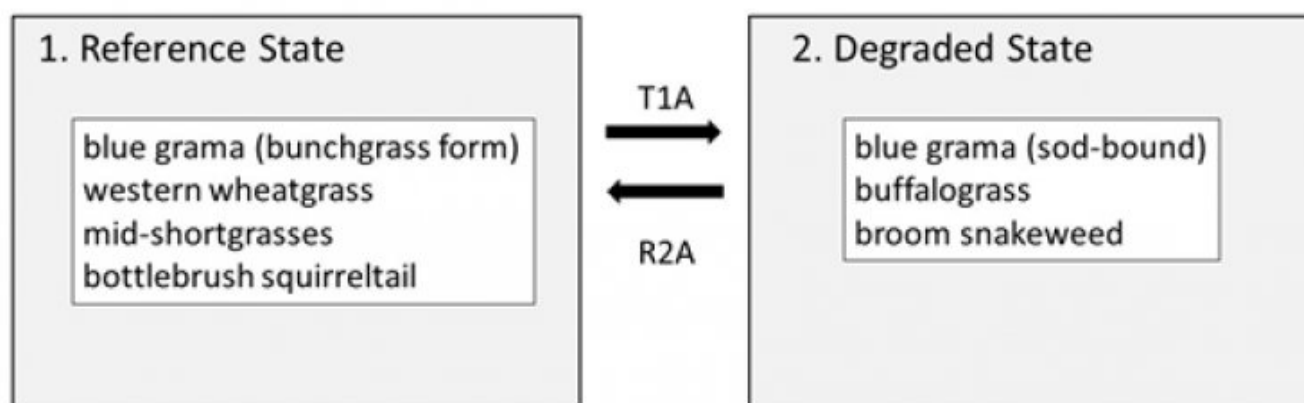 1. Reference State
blue grama (bunchgrass form)
western wheatgrass
mid-shortgrasses
bottlebrush squirreltail
T1A
R2A
2. Degraded State
blue grama (sod-bound)
buffalograss
broom snakeweed